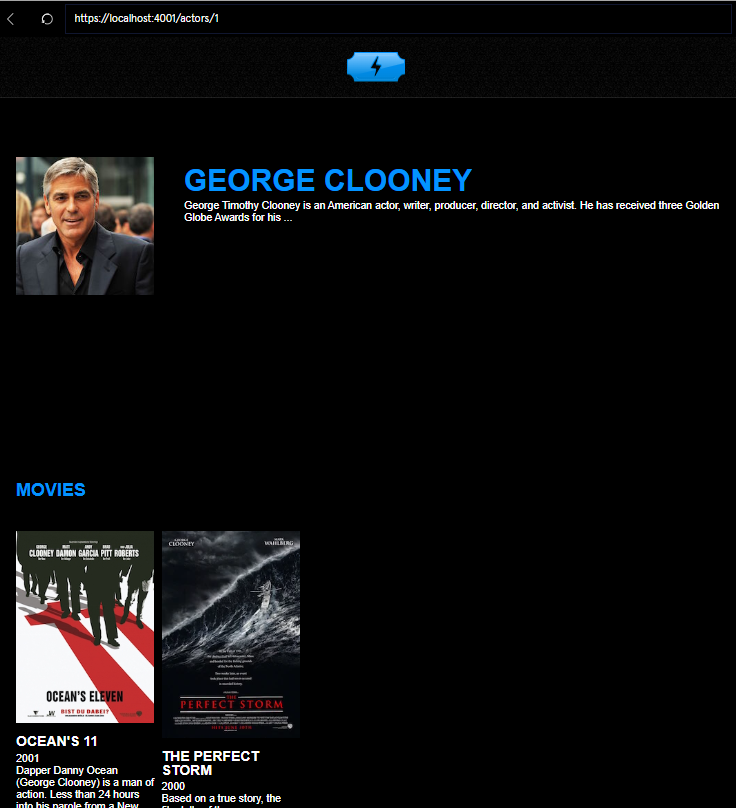 https://localhost:4001/actors/1
GEORGE CLOONEY
George Timothy Clooney is an American actor, writer, producer, director, and activist. He has received three Golden
Globe Awards for his ...
MOVIES
GEORGE MATT ANDY BRAD JULIA
CLOONEY DAMON GARCIA PITT ROBERTS
OCEAN'S ELEVEN
BIST DU DABEI?
OCEAN'S 11
2001
Dapper Danny Ocean
(George Clooney) is a man of
action. Less than 24 hours
into his parole from a New
GEORGE CLOONEY
MARK WAHLBERG
THE
PERFECT STORM
THE PERFECT
STORM
2000
Based on a true story, the